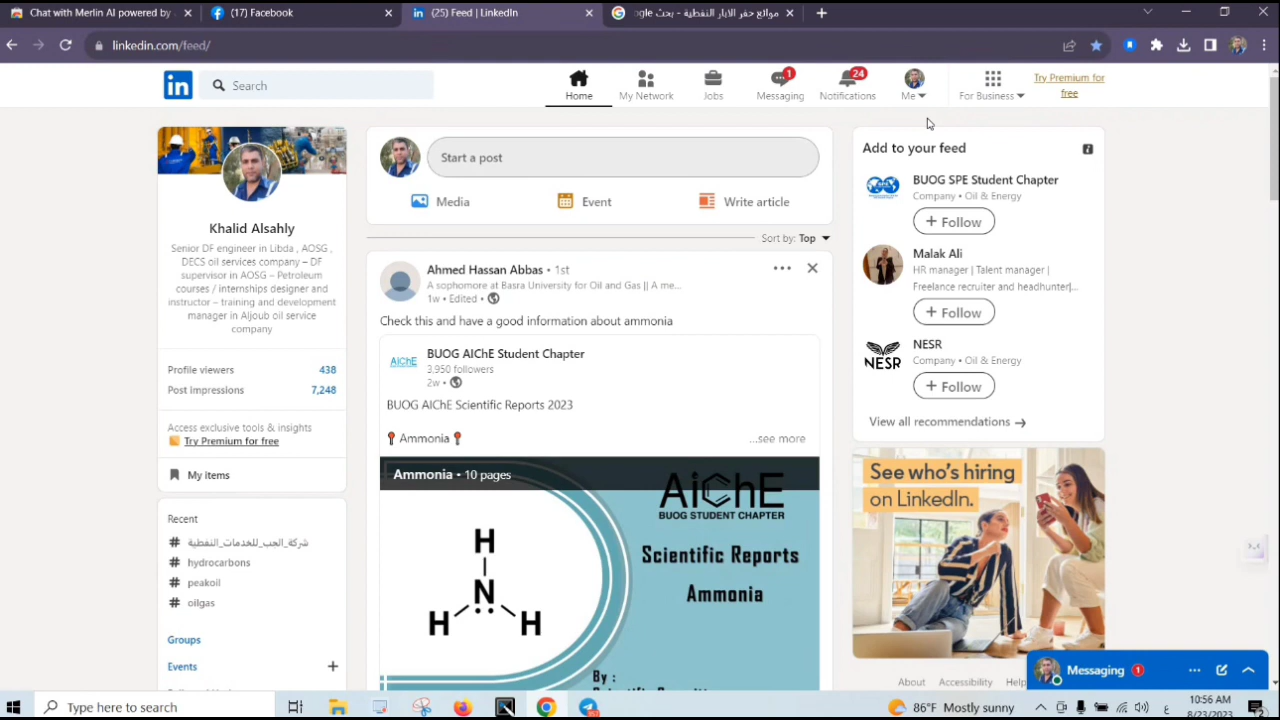 Chat with Merlin AI powered by
(17) Facebook
(25) Feed | LinkedIn
مواقع حفر الابار النفطية - بحث ogle
linkedin.com/feed/
in
Search
Home
My Network
1
Messaging
Jobs
24
Notifications
Me
For Business
Try Premium for
free
Khalid Alsahly
Senior DF engineer in Libda , AOSG ,
DECS oil services company – DF
supervisor in AOSG – Petroleum
courses / internships designer and
instructor – training and development
manager in Aljoub oil service
company
Profile viewers 438
Post impressions 7,248
Access exclusive tools & insights
Try Premium for free
My items
Recent
# شركة_الجب_للخدمات_النفطية
# hydrocarbons
# peakoil
# oilgas
Groups
Events +
Start a post
Media
Event
Write article
Sort by: Top
Ahmed Hassan Abbas • 1st
A sophomore at Basra University for Oil and Gas || A me...
1w • Edited •
Check this and have a good information about ammonia
AIChE
BUOG AIChE Student Chapter
3,950 followers
2w •
BUOG AIChE Scientific Reports 2023
Ammonia
...see more
Ammonia • 10 pages
AIChE
BUOG STUDENT CHAPTER
Scientific Reports
Ammonia
H
H N H
By :
Add to your feed
BUOG SPE Student Chapter
Company • Oil & Energy
+ Follow
Malak Ali
HR manager | Talent manager |
Freelance recruiter and headhunter|...
+ Follow
NESR
NESR
Company • Oil & Energy
+ Follow
View all recommendations →
See who's hiring
on LinkedIn.
About Accessibility Help
Messaging 1
Type here to search
86°F Mostly sunny
ع
10:56 AM
8/23/2023
2